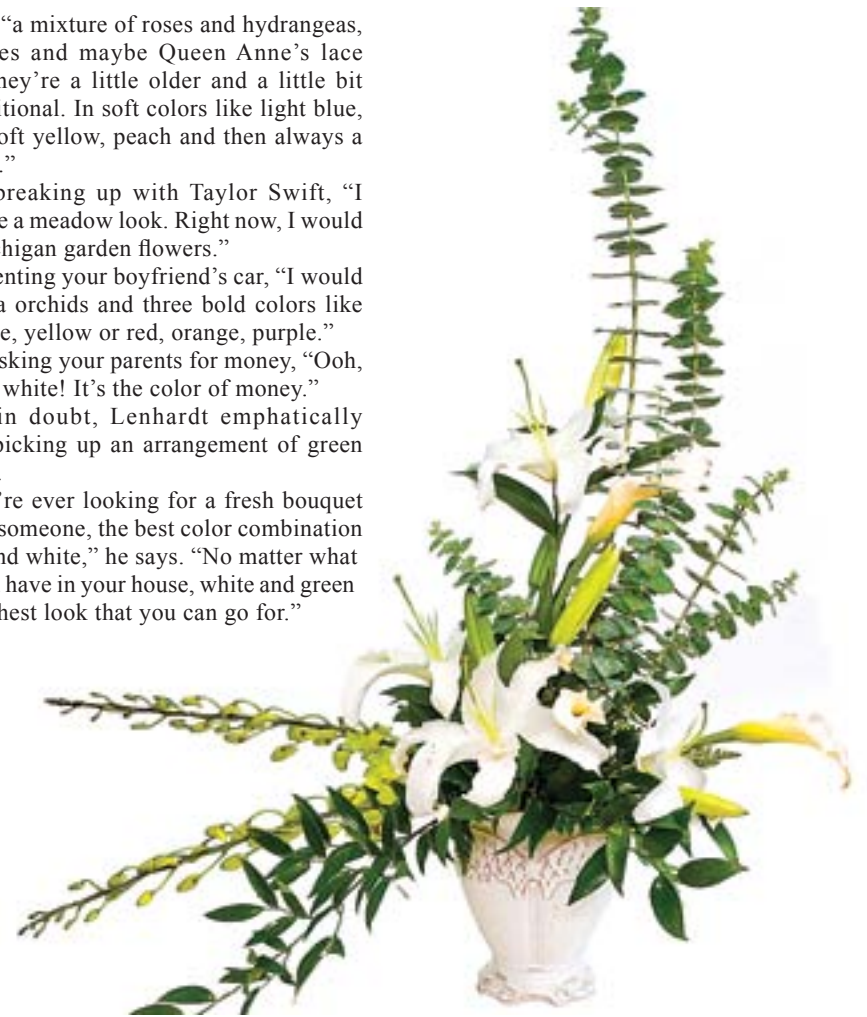 “a mixture of roses and hydrangeas,
es and maybe Queen Anne’s lace
hey’re a little older and a little bit
itional. In soft colors like light blue,
oft yellow, peach and then always a
.”
breaking up with Taylor Swift, “I
e a meadow look. Right now, I would
higan garden flowers.”
enting your boyfriend’s car, “I would
a orchids and three bold colors like
e, yellow or red, orange, purple.”
sking your parents for money, “Ooh,
white! It’s the color of money.”
in doubt, Lenhardt emphatically
picking up an arrangement of green
.
’re ever looking for a fresh bouquet
someone, the best color combination
nd white,” he says. “No matter what
have in your house, white and green
hest look that you can go for.”